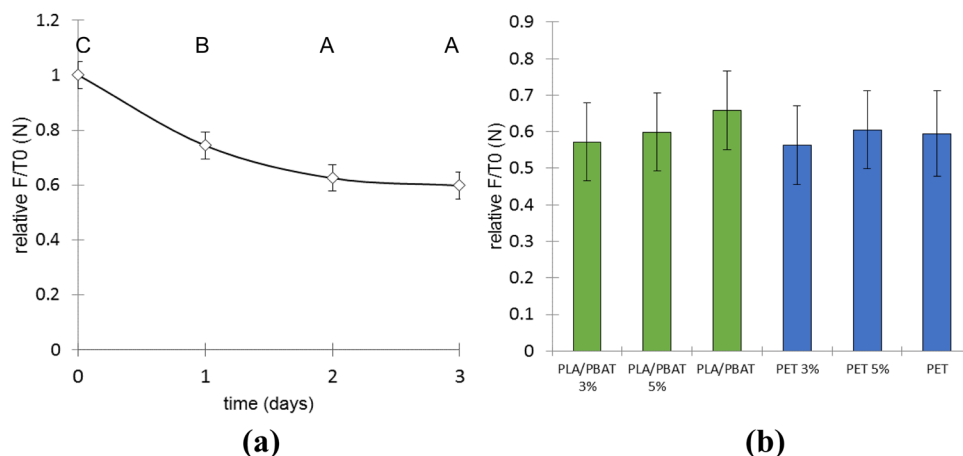 1.2
C
B
A
A
1
0.8
0.6
0.4
0.2
0
relative F/T0 (N)
0
1
2
3
time (days)
(a)
0.9
0.8
0.7
0.6
0.5
0.4
0.3
0.2
0.1
0
relative F/T0 (N)
PLA/PBAT
3%
PLA/PBAT
5%
PLA/PBAT
PET 3%
PET 5%
PET
(b)